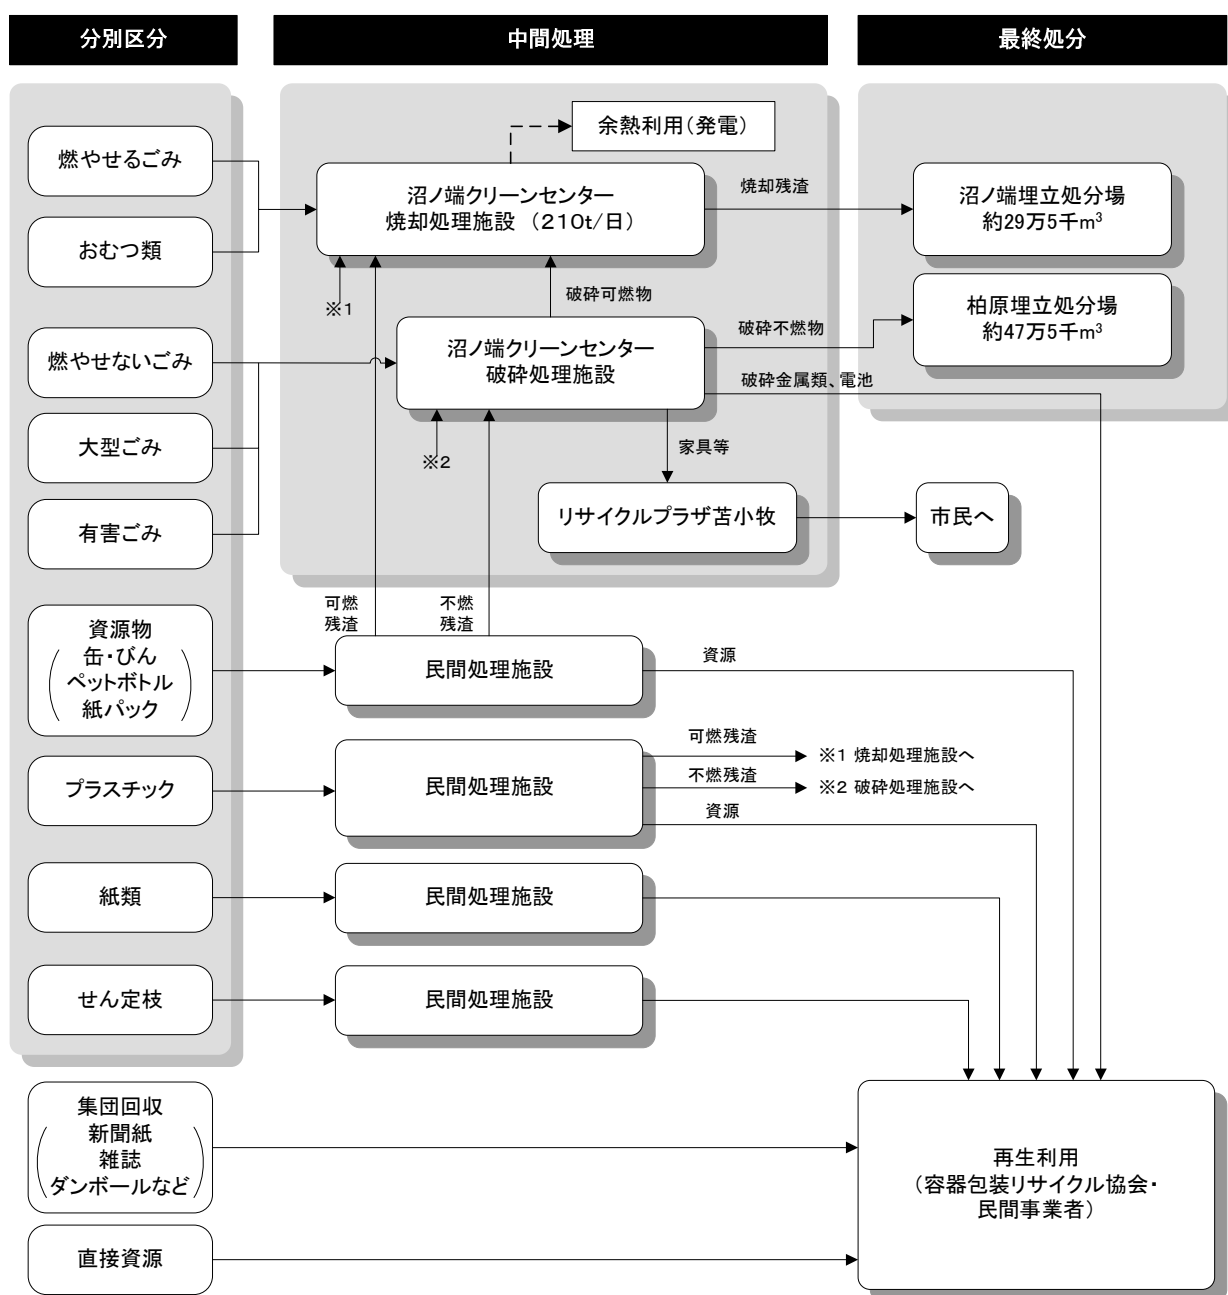 分別区分
中間処理
最終処分
余熱利用(発電)
燃やせるごみ
おむつ類
沼ノ端クリーンセンター
焼却処理施設 (210t/日)
焼却残渣
沼ノ端埋立処分場
約29万5千m³
※1
破砕可燃物
柏原埋立処分場
約47万5千m³
燃やせないごみ
沼ノ端クリーンセンター
破砕処理施設
破砕不燃物
破砕金属類、電池
大型ごみ
※2
家具等
有害ごみ
リサイクルプラザ苫小牧
市民へ
可燃
残渣
不燃
残渣
資源物
缶・びん
ペットボトル
紙パック
民間処理施設
資源
プラスチック
民間処理施設
可燃残渣
※1 焼却処理施設へ
不燃残渣
※2 破砕処理施設へ
資源
紙類
民間処理施設
せん定枝
民間処理施設
集団回収
新聞紙
雑誌
ダンボールなど
再生利用
(容器包装リサイクル協会・
民間事業者)
直接資源